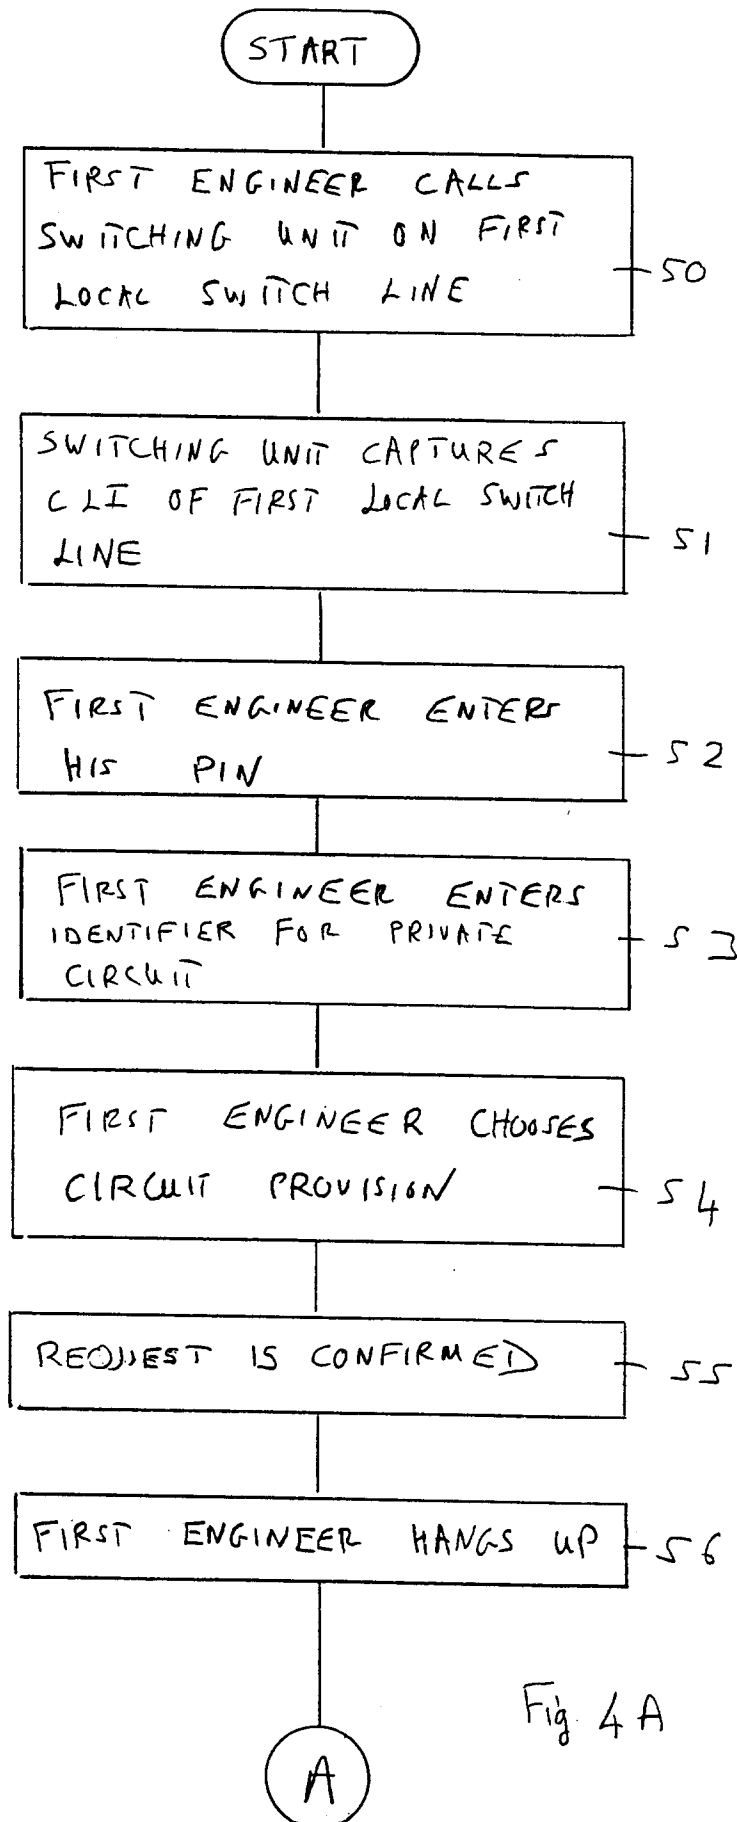 START
FIRST ENGINEER CALLS
SWITCHING UNIT ON FIRST
LOCAL SWITCH LINE
50
SWITCHING UNIT CAPTURES
CLI OF FIRST LOCAL SWITCH
LINE
51
FIRST ENGINEER ENTERS
HIS PIN
52
FIRST ENGINEER ENTERS
IDENTIFIER FOR PRIVATE
CIRCUIT
53
FIRST ENGINEER CHOOSES
CIRCUIT PROVISION
54
REQUEST IS CONFIRMED
55
FIRST ENGINEER HANGS UP
56
Fig. 4A
A